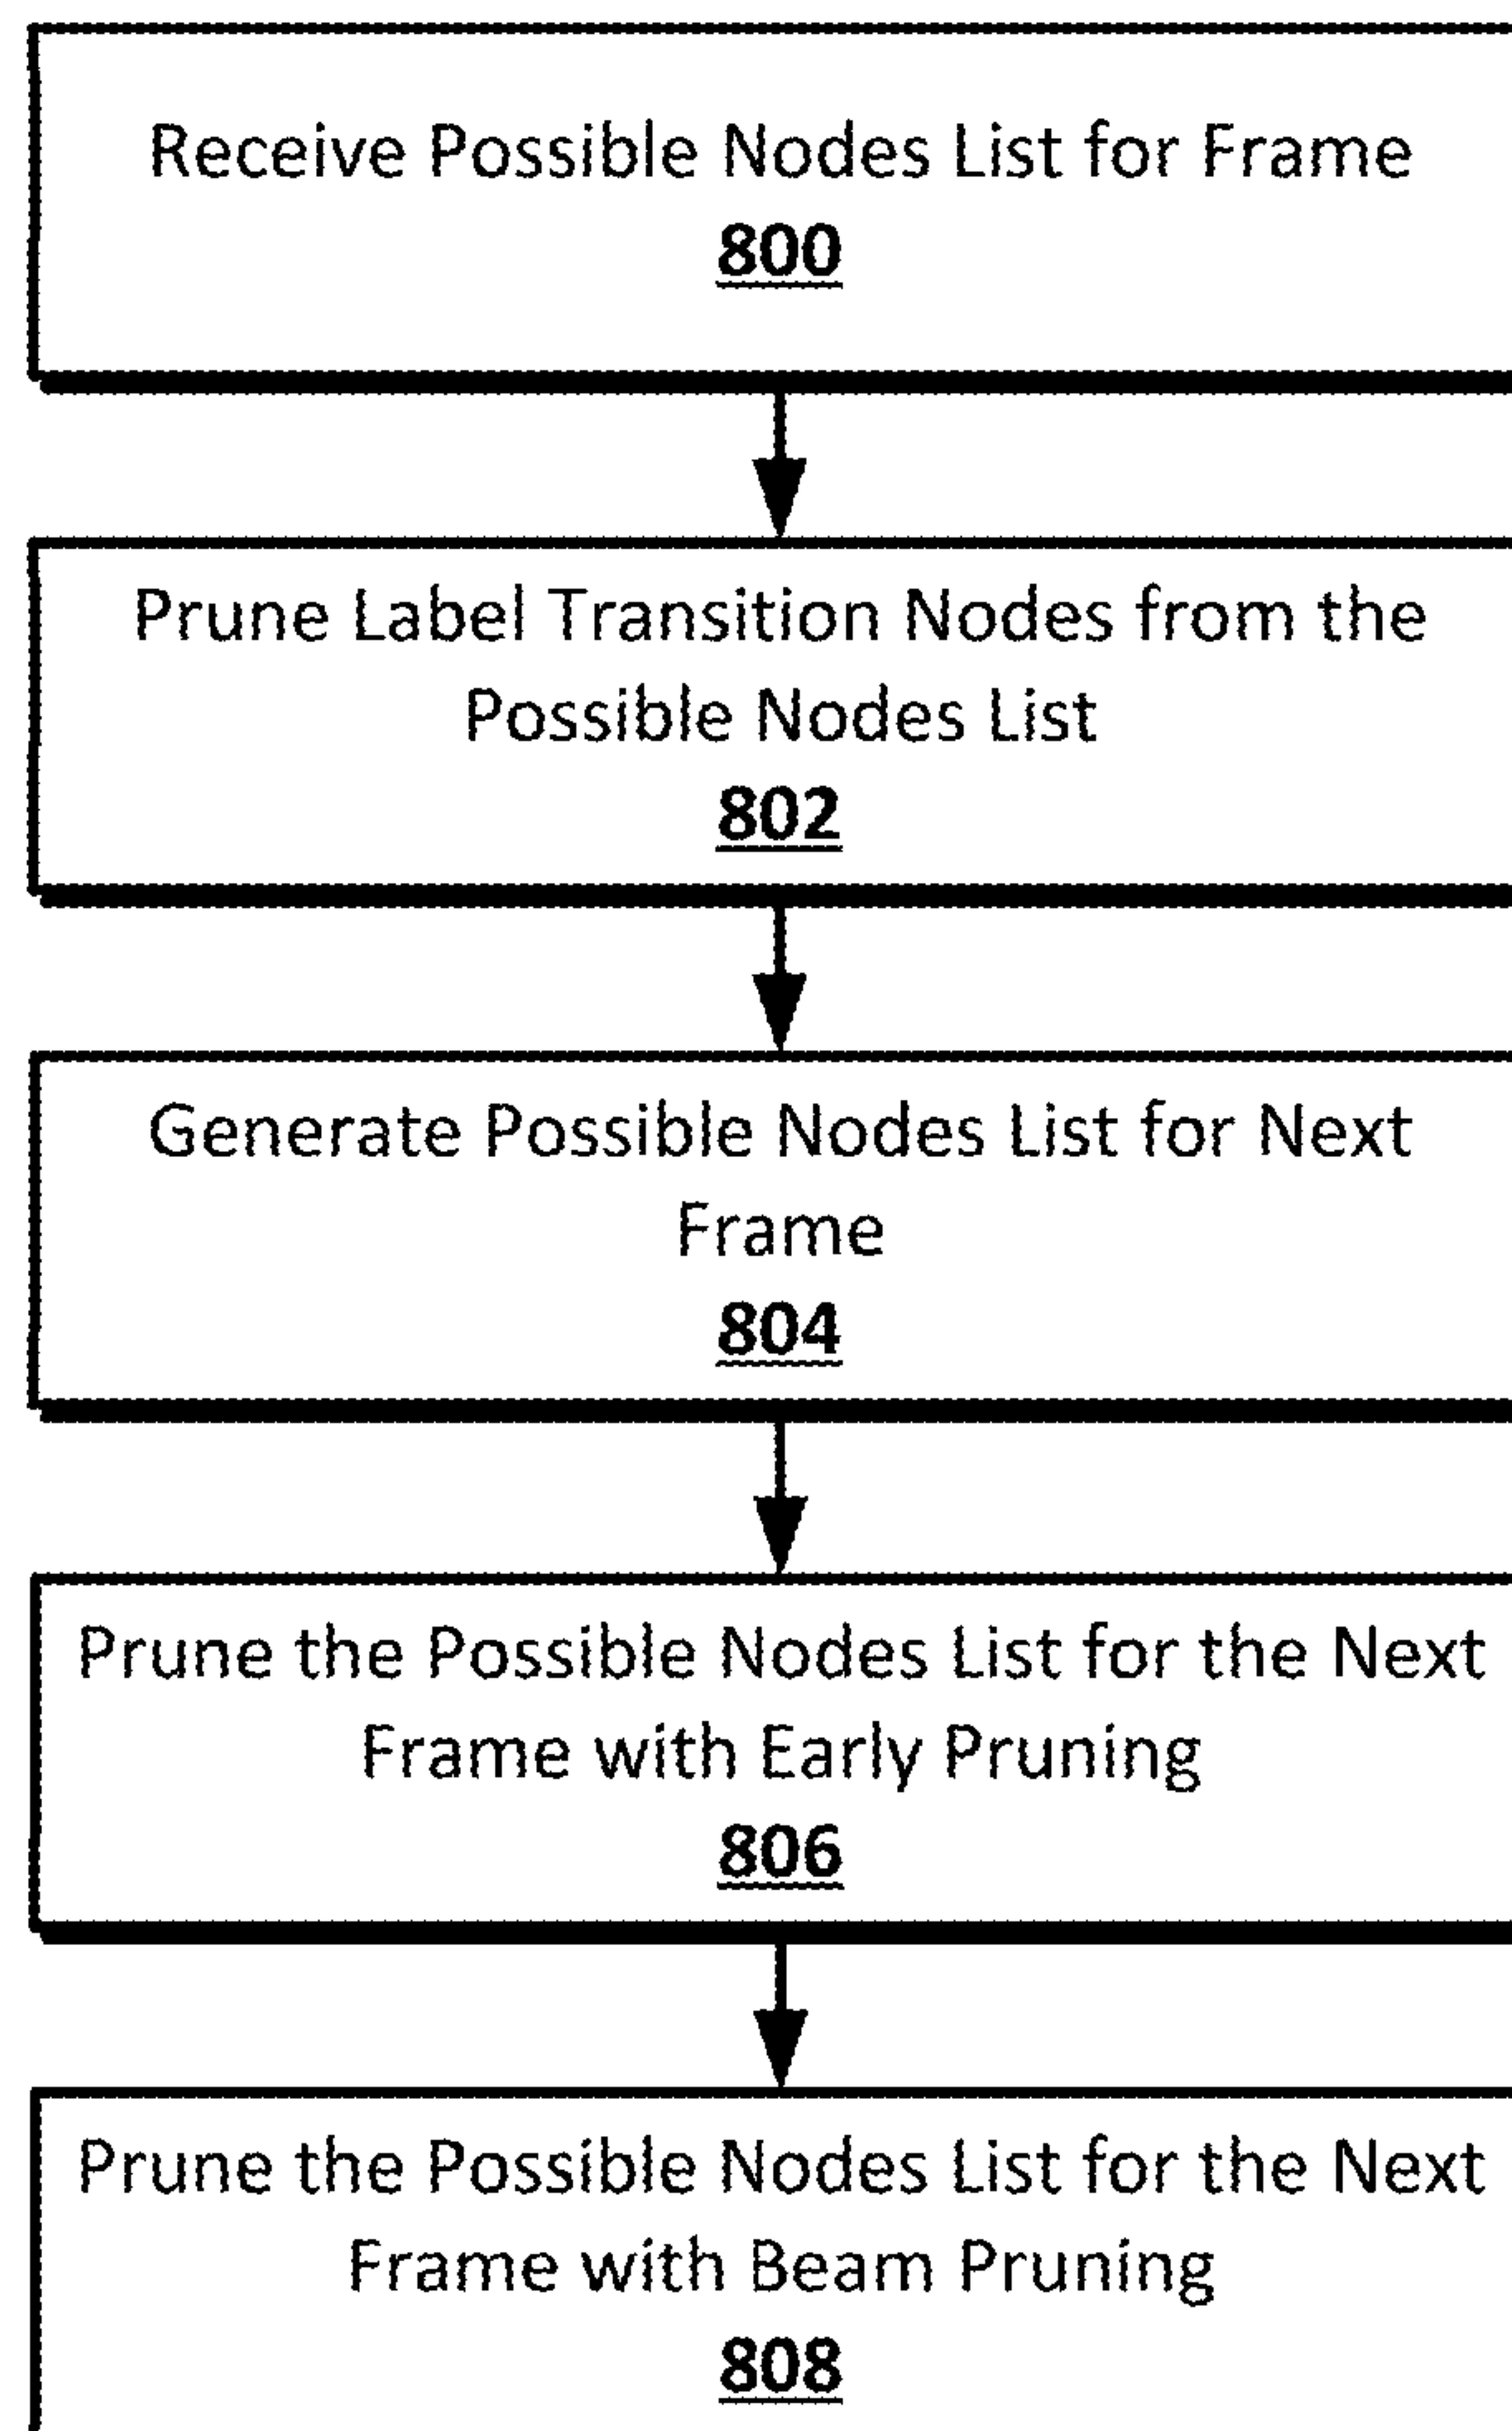 Receive Possible Nodes List for Frame
800
Prune Label Transition Nodes from the
Possible Nodes List
802
Generate Possible Nodes List for Next
Frame
804
Prune the Possible Nodes List for the Next
Frame with Early Pruning
806
Prune the Possible Nodes List for the Next
Frame with Beam Pruning
808